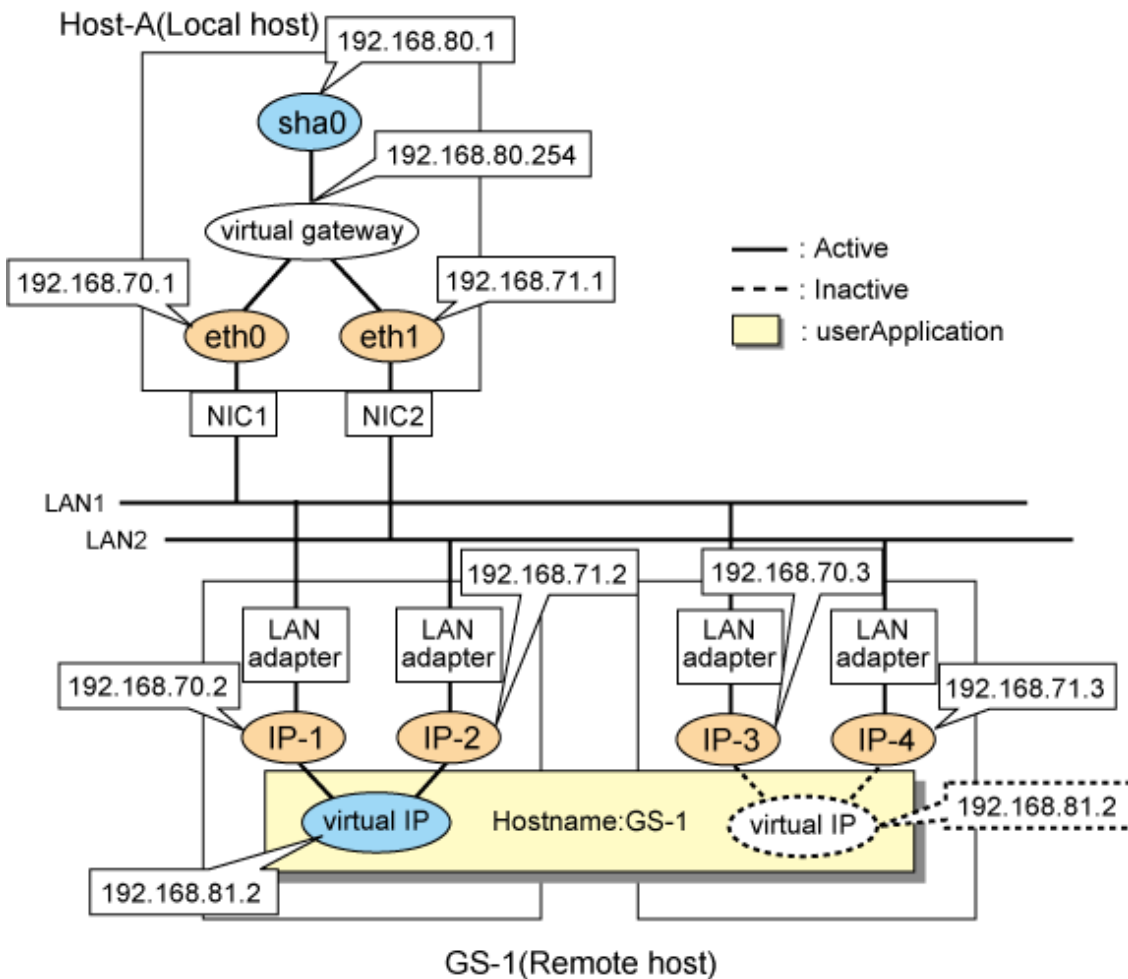 Host-A(Local host)
192.168.80.1
sha0
192.168.80.254
virtual gateway
192.168.70.1
192.168.71.1
eth0
eth1
NIC1
NIC2
: Active
: Inactive
: userApplication
LAN1
LAN2
192.168.71.2
192.168.70.3
LAN
adapter
LAN
adapter
LAN
adapter
LAN
adapter
192.168.70.2
192.168.71.3
IP-1
IP-2
IP-3
IP-4
virtual IP
Hostname:GS-1
virtual IP
192.168.81.2
192.168.81.2
GS-1(Remote host)